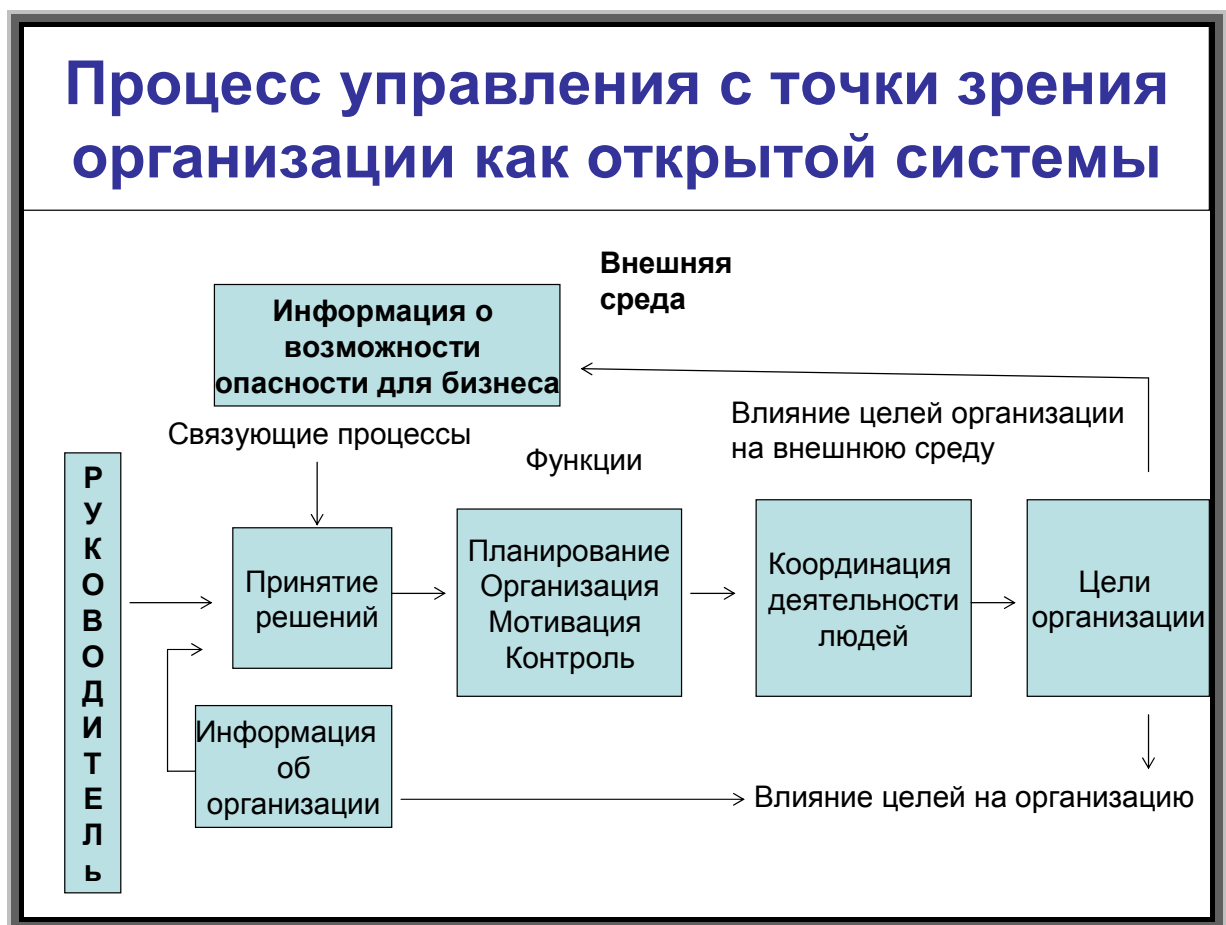 Процесс управления с точки зрения
организации как открытой системы
Внешняя
среда
Информация о
возможности
опасности для бизнеса
Влияние целей организации
на внешнюю среду
Связующие процессы
Функции
Р
У
К
О
В
О
Д
И
Т
Е
Л
ь
Принятие
решений
Планирование
Организация
Мотивация
Контроль
Координация
деятельности
людей
Цели
организации
Информация
об
организации
Влияние целей на организацию